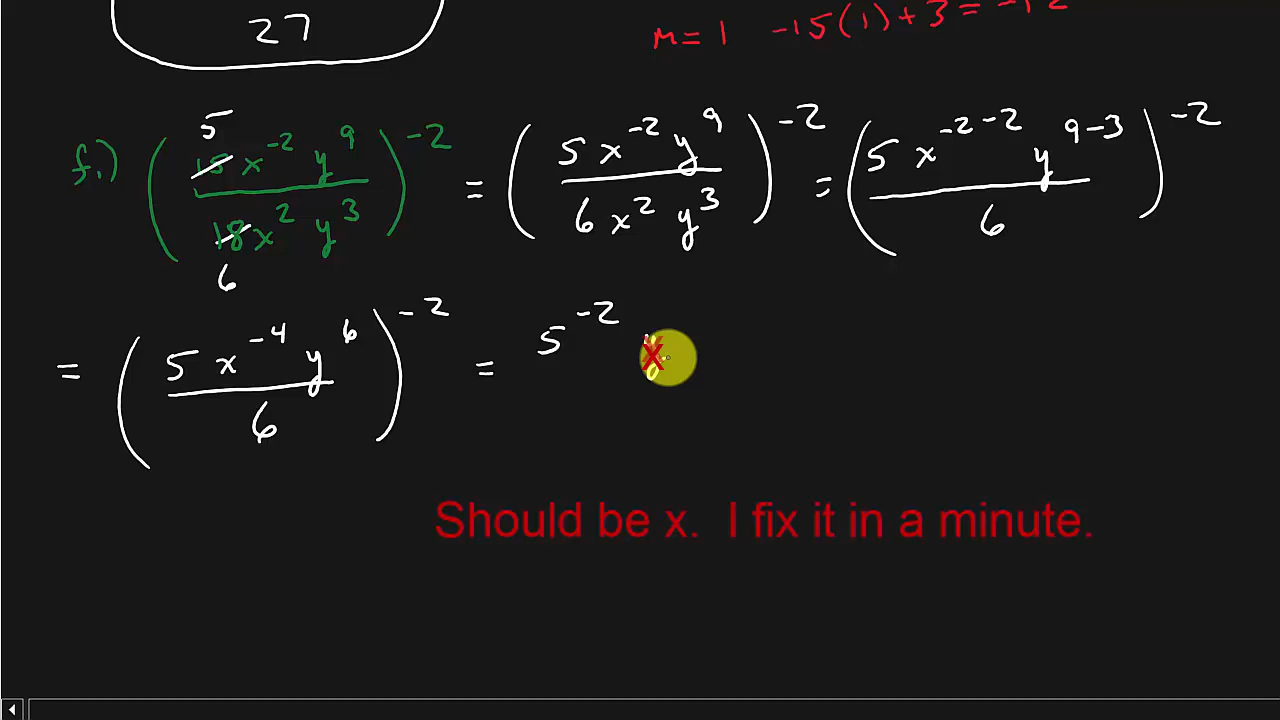 27
m = 1 -15(1) + 3 = -12
f.) (15x^-2 y^9 / 18x^2 y^3)^-2 5 6 = (5x^-2 y^9 / 6x^2 y^3)^-2 = (5x^-2-2 y^9-3 / 6)^-2
= (5x^-4 y^6 / 6)^-2 = 5^-2 x
Should be x. I fix it in a minute.